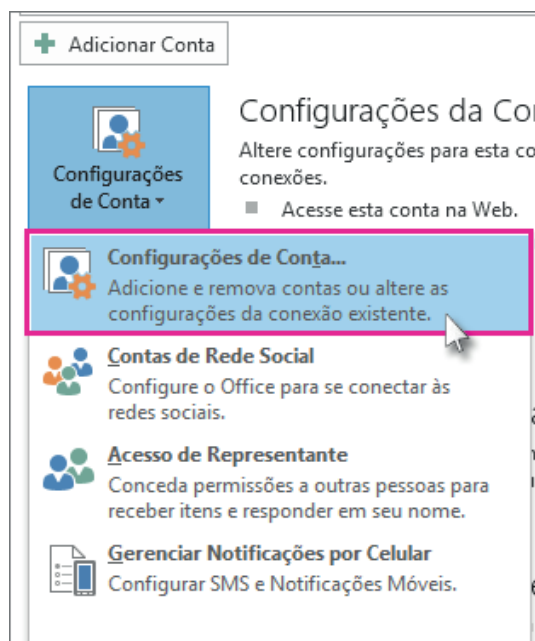 Adicionar Conta
Configurações da Co
Altere configurações para esta co
conexões.
Acesse esta conta na Web.
Configurações
de Conta
Configurações de Conta...
Adicione e remova contas ou altere as
configurações da conexão existente.
Contas de Rede Social
Configure o Office para se conectar às
redes sociais.
Acesso de Representante
Conceda permissões a outras pessoas para
receber itens e responder em seu nome.
Gerenciar Notificações por Celular
Configurar SMS e Notificações Móveis.